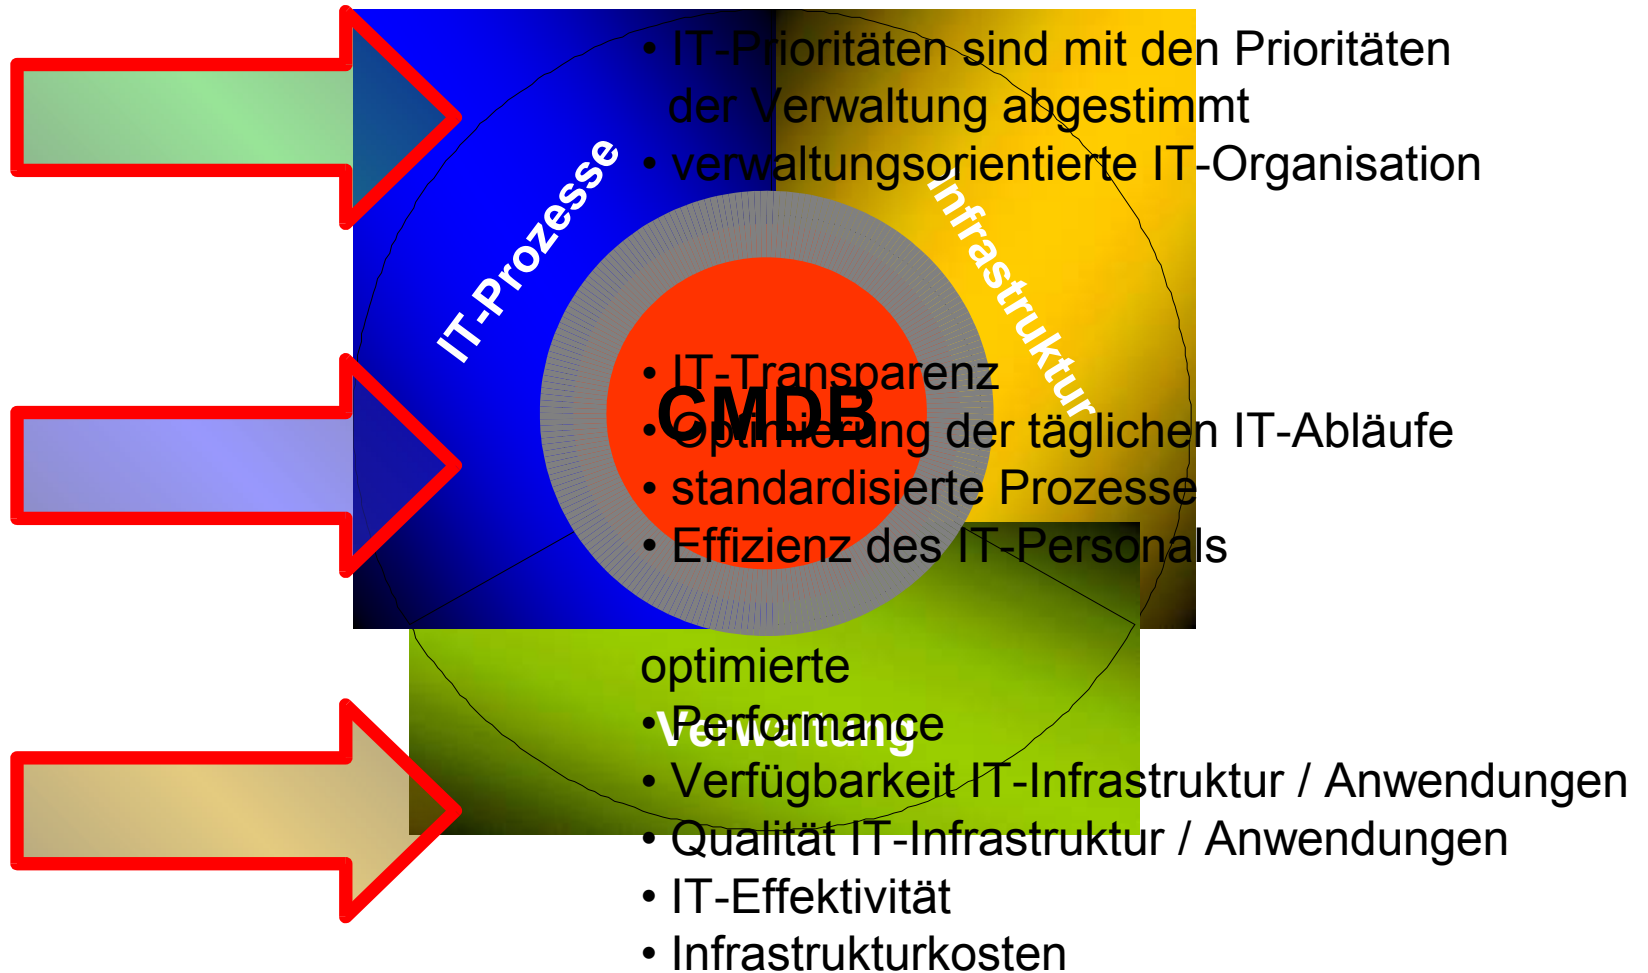 • IT-Prioritäten sind mit den Prioritäten
der Verwaltung abgestimmt
• verwaltungsorientierte IT-Organisation
IT-Prozesse
Infrastruktur
• IT-Transparenz
CMDB
• Optimierung der täglichen IT-Abläufe
• standardisierte Prozesse
• Effizienz des IT-Personals
optimierte
• Performance
Verwaltung
• Verfügbarkeit IT-Infrastruktur / Anwendungen
• Qualität IT-Infrastruktur / Anwendungen
• IT-Effektivität
• Infrastrukturkosten